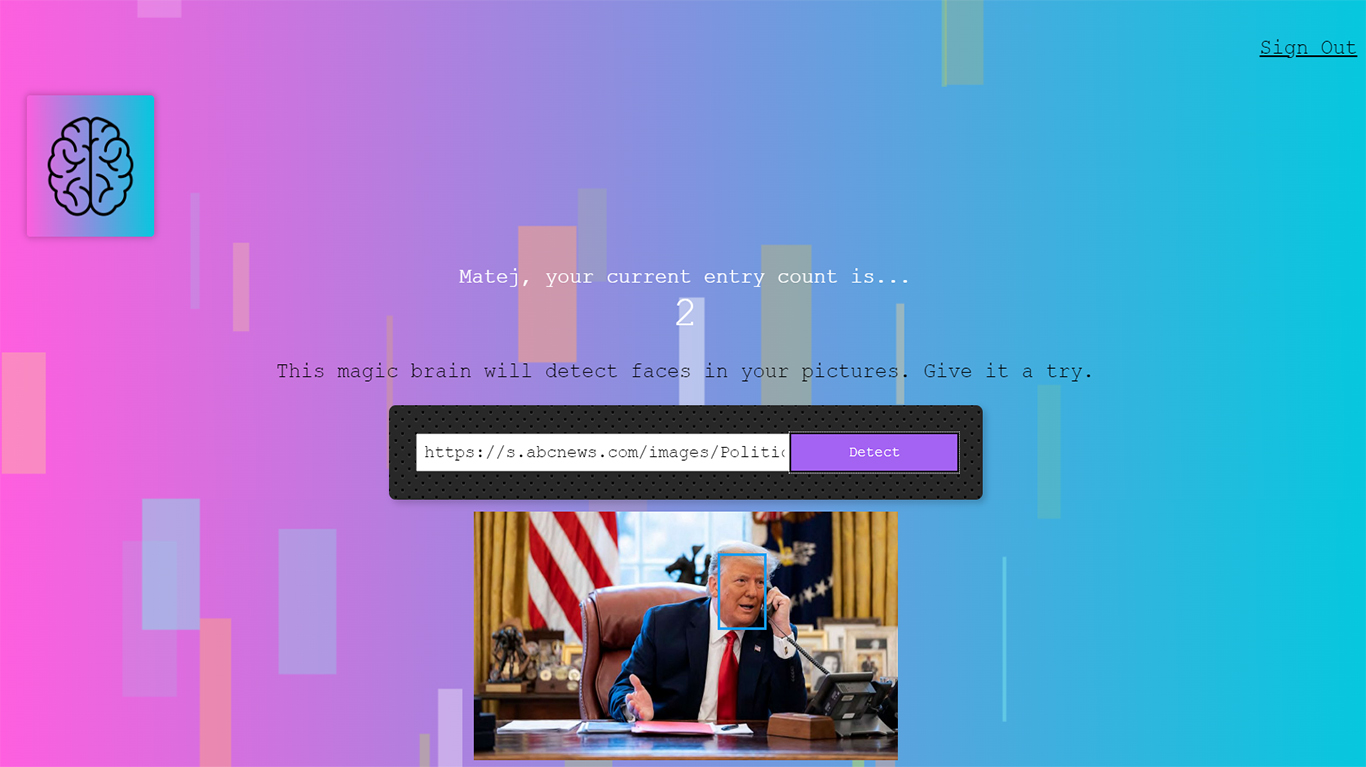 Sign Out
Matej, your current entry count is...
2
This magic brain will detect faces in your pictures. Give it a try.
https://s.abcnews.com/images/Politic
Detect